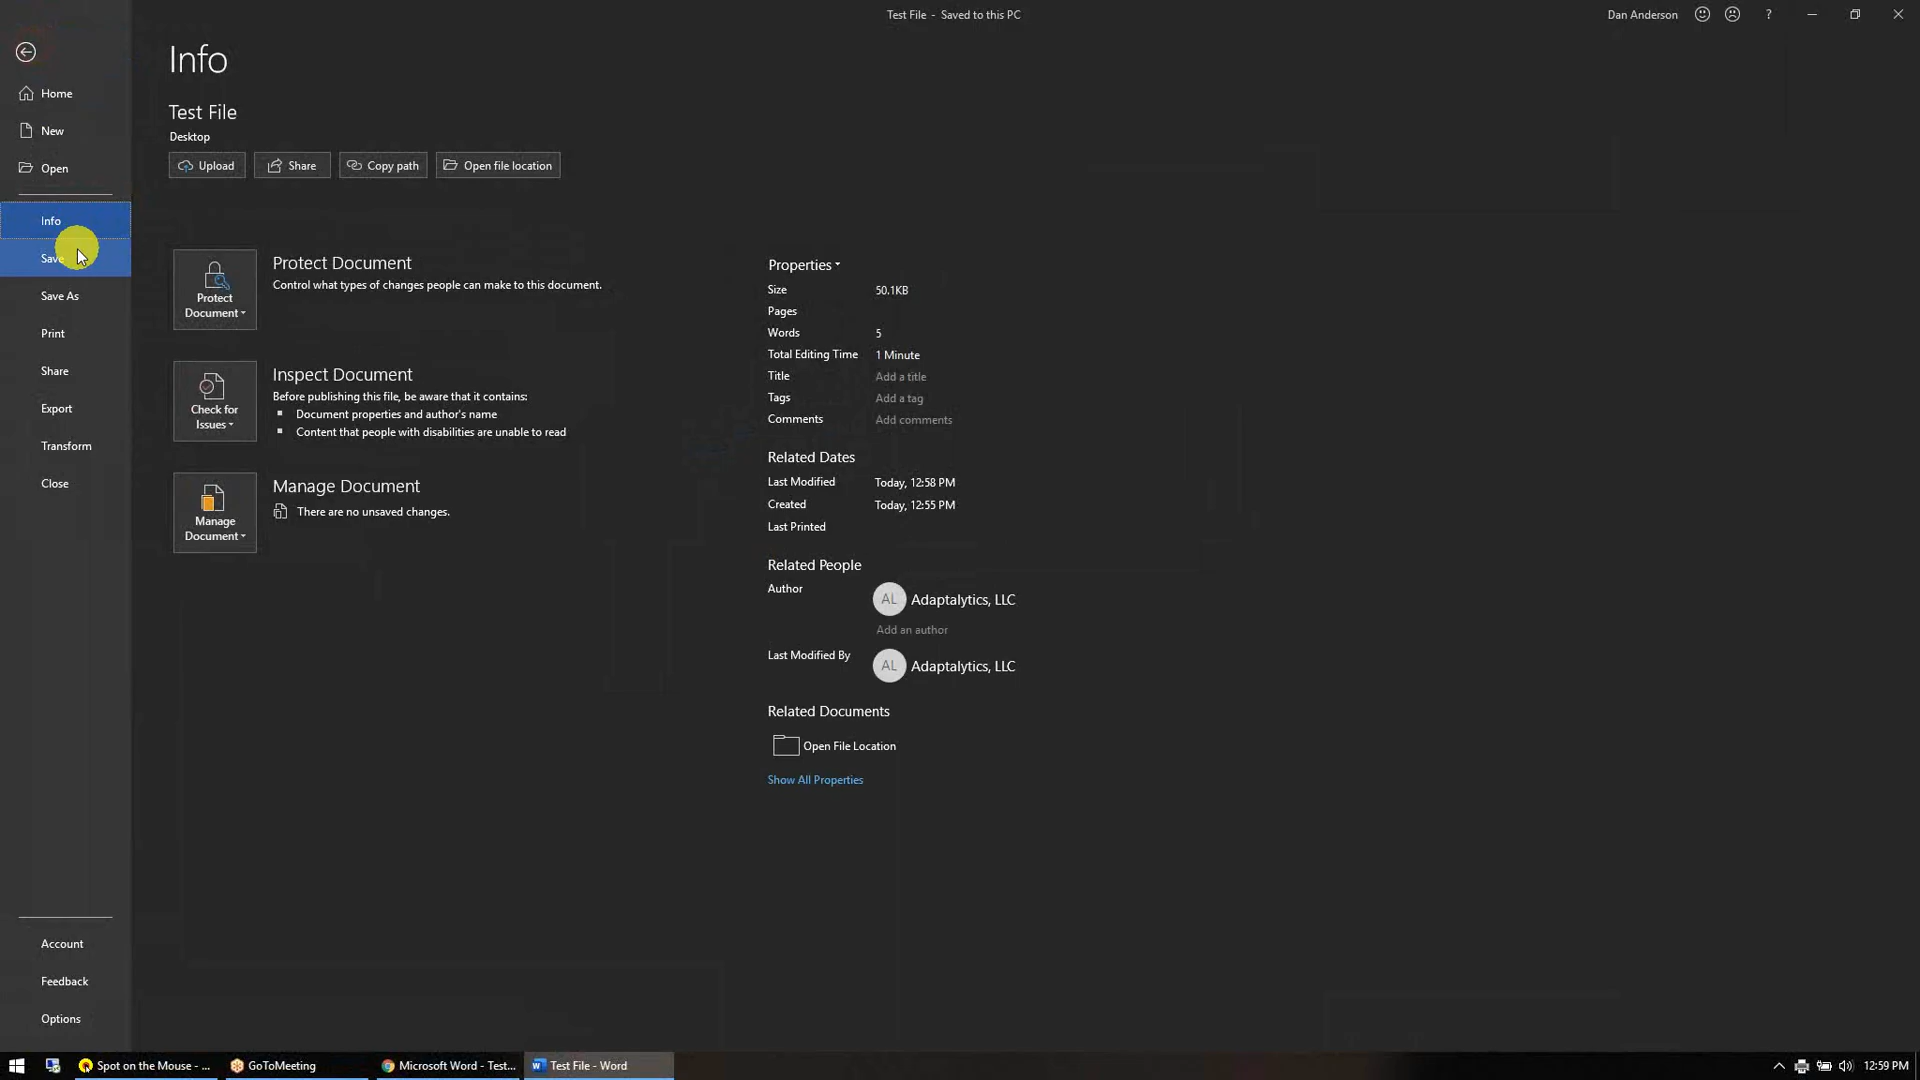 Test File - Saved to this PC
Dan Anderson
?
Info
Home
New
Open
Info
Save
Save As
Print
Share
Export
Transform
Close
Account
Feedback
Options
Test File
Desktop
Upload
Share
Copy path
Open file location
Protect
Document
Protect Document
Control what types of changes people can make to this document.
Check for
Issues
Inspect Document
Before publishing this file, be aware that it contains:
Document properties and author's name
Content that people with disabilities are unable to read
Manage
Document
Manage Document
There are no unsaved changes.
Properties
Size 50.1KB
Pages
Words 5
Total Editing Time 1 Minute
Title Add a title
Tags Add a tag
Comments Add comments
Related Dates
Last Modified Today, 12:58 PM
Created Today, 12:55 PM
Last Printed
Related People
Author AL Adaptalytics, LLC
Add an author
Last Modified By AL Adaptalytics, LLC
Related Documents
Open File Location
Show All Properties
Spot on the Mouse - ...
GoToMeeting
Microsoft Word - Test...
Test File - Word
12:59 PM